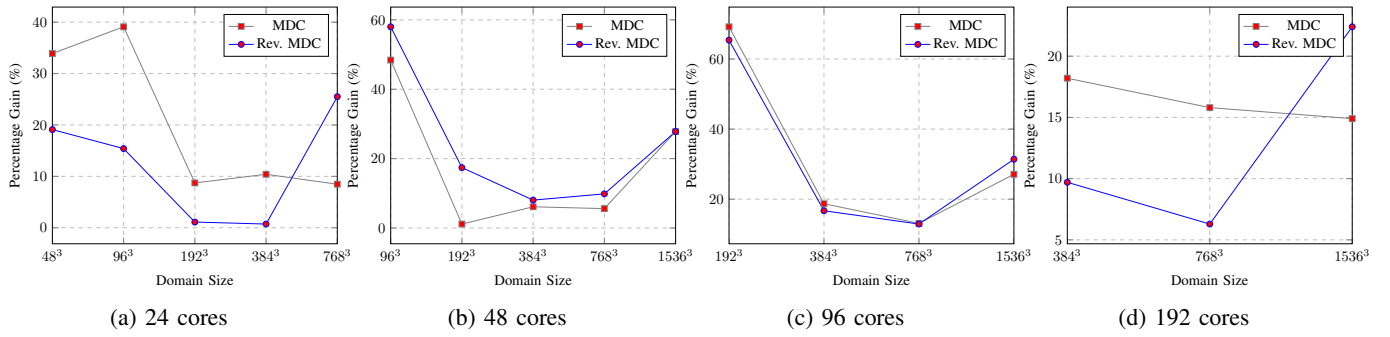 40
30
20
10
0
Percentage Gain (%)
MDC
Rev. MDC
48³ 96³ 192³ 384³ 768³
Domain Size
(a) 24 cores
60
40
20
0
Percentage Gain (%)
MDC
Rev. MDC
96³ 192³ 384³ 768³ 1536³
Domain Size
(b) 48 cores
60
40
20
Percentage Gain (%)
MDC
Rev. MDC
192³ 384³ 768³ 1536³
Domain Size
(c) 96 cores
20
15
10
5
Percentage Gain (%)
MDC
Rev. MDC
384³ 768³ 1536³
Domain Size
(d) 192 cores